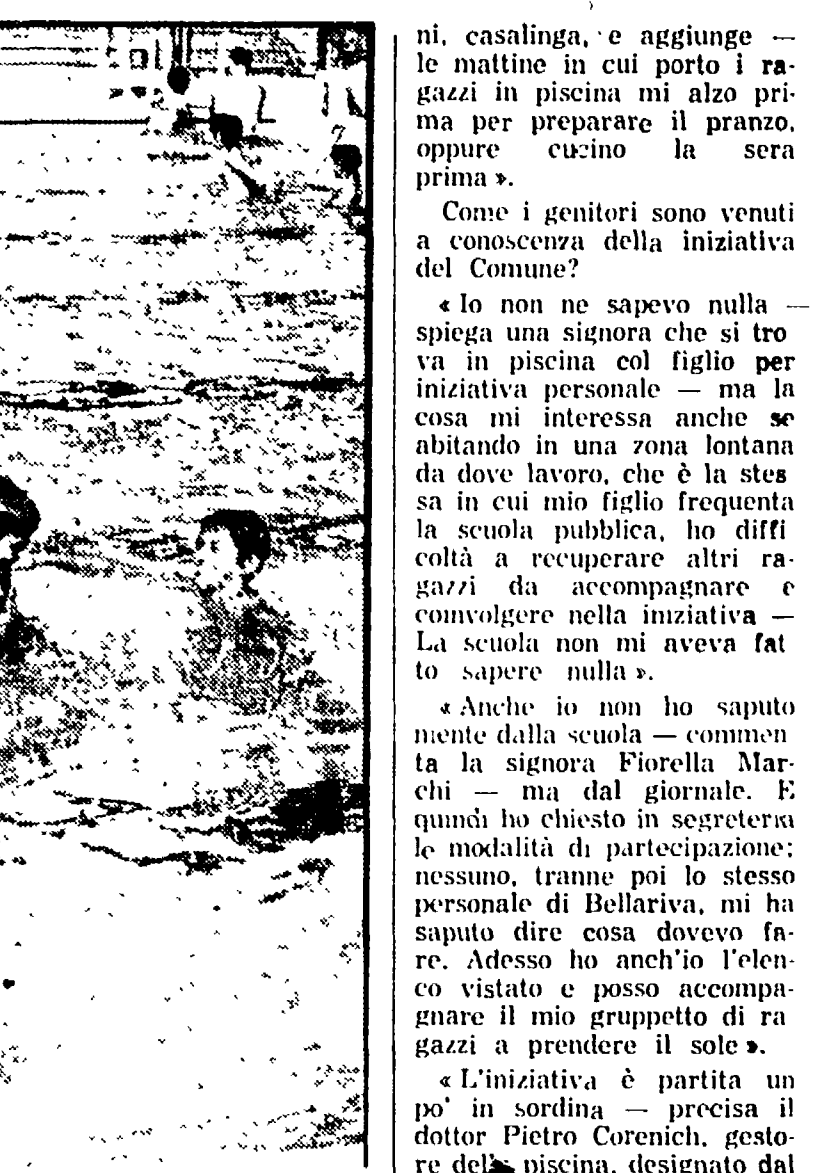 ni, casalinga, e aggiunge —
le mattine in cui porto i ra-
gazzi in piscina mi alzo pri-
ma per preparare il pranzo,
oppure cucino la sera
prima ».
Come i genitori sono venuti
a conoscenza della iniziativa
del Comune?
« Io non ne sapevo nulla —
spiega una signora che si tro
va in piscina col figlio per
iniziativa personale — ma la
cosa mi interessa anche se
abitando in una zona lontana
da dove lavoro, che è la stes
sa in cui mio figlio frequenta
la scuola pubblica, ho diffi
coltà a recuperare altri ra-
gazzi da accompagnare e
coinvolgere nella iniziativa —
La scuola non mi aveva fat
to sapere nulla ».
« Anche io non ho saputo
niente dalla scuola — commen
ta la signora Fiorella Mar-
chi — ma dal giornale. E
quindi ho chiesto in segreteria
le modalità di partecipazione;
nessuno, tranne poi lo stesso
personale di Bellariva, mi ha
saputo dire cosa dovevo fa-
re. Adesso ho anch'io l'elen-
co vistato e posso accompa-
gnare il mio gruppetto di ra
gazzi a prendere il sole ».
« L'iniziativa è partita un
po' in sordina — precisa il
dottor Pietro Corenich, gesto-
re della piscina, designato dal